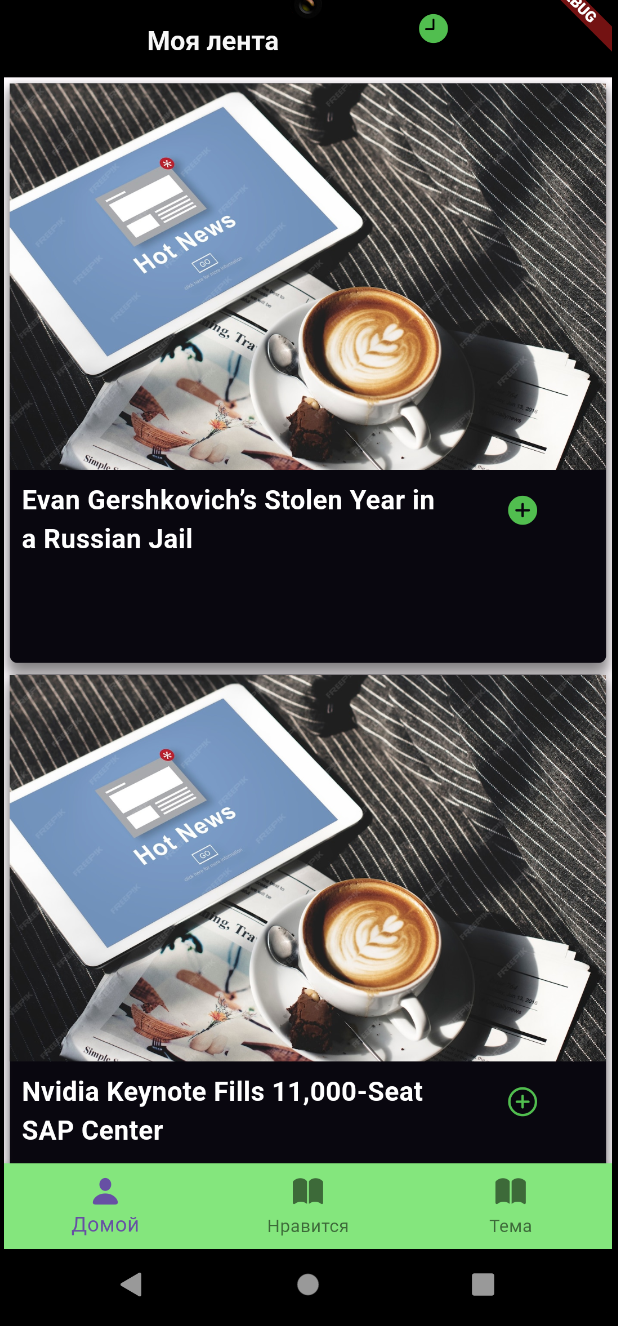 Моя лента
Hot News
GO
Evan Gershkovich’s Stolen Year in
a Russian Jail
Hot News
GO
Nvidia Keynote Fills 11,000-Seat
SAP Center
Домой
Нравится
Тема